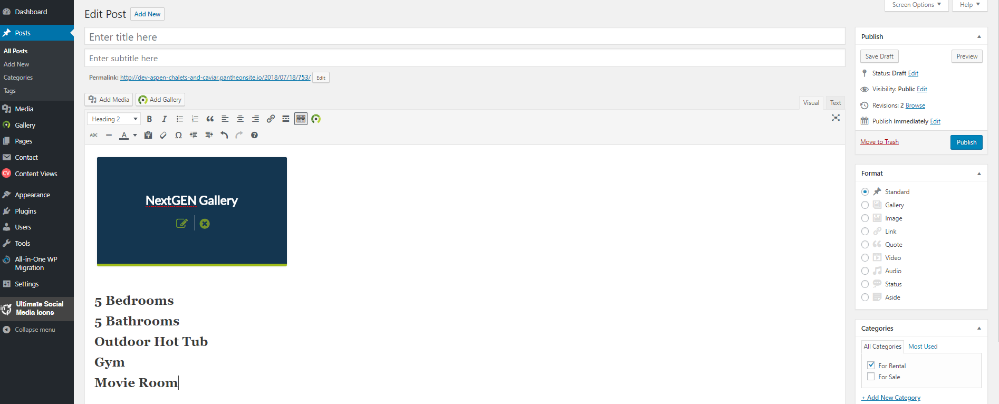 Dashboard
Posts
All Posts
Add New
Categories
Tags
Media
Gallery
Pages
Contact
CV Content Views
Appearance
Plugins
Users
Tools
All-in-One WP
Migration
Settings
Ultimate Social
Media Icons
Collapse menu
Screen Options
Help
Edit Post
Add New
Enter title here
Enter subtitle here
Permalink: http://dev-aspen-chalets-and-caviar.pantheonsite.io/2018/07/18/753/ Edit
Add Media
Add Gallery
Visual
Text
Heading 2 B I
ABC A Ω ?
NextGEN Gallery
5 Bedrooms
5 Bathrooms
Outdoor Hot Tub
Gym
Movie Room
Publish
Save Draft
Preview
Status: Draft Edit
Visibility: Public Edit
Revisions: 2 Browse
Publish immediately Edit
Move to Trash
Publish
Format
Standard
Gallery
Image
Link
Quote
Video
Audio
Status
Aside
Categories
All Categories
Most Used
For Rental
For Sale
+ Add New Category